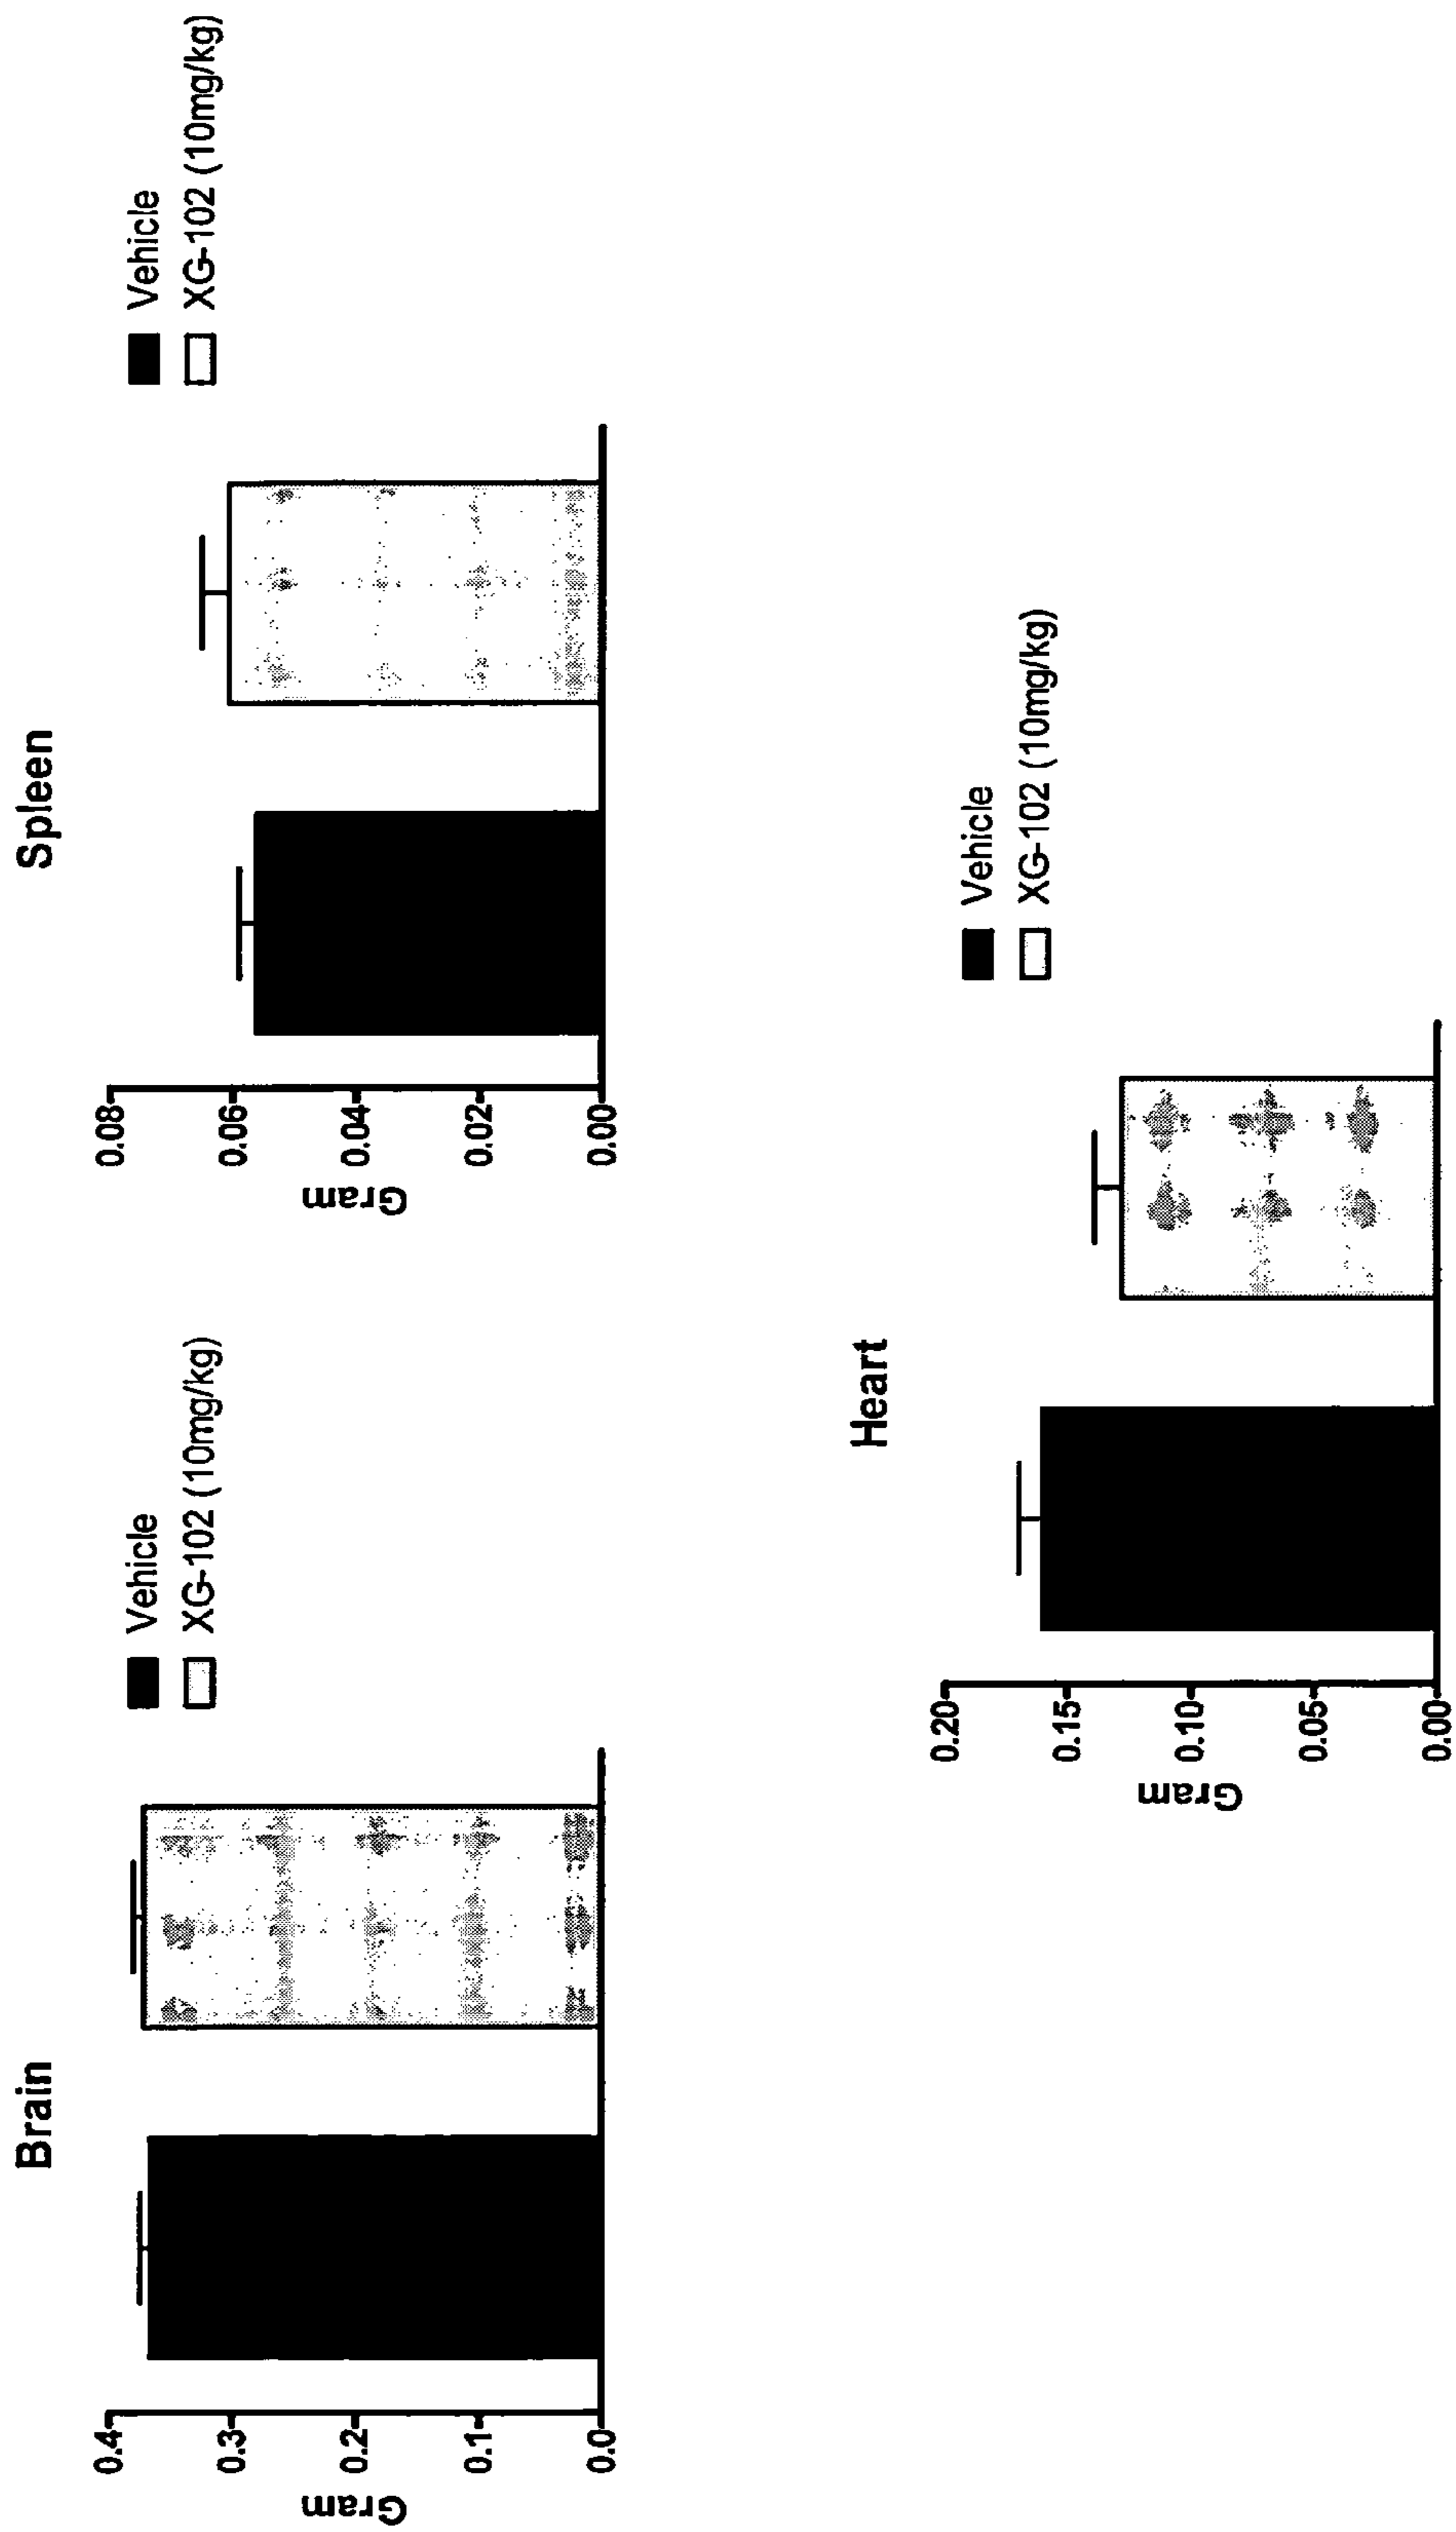 Brain
Vehicle
XG-102 (10mg/kg)
Gram
0.4
0.3
0.2
0.1
0.0
Spleen
Vehicle
XG-102 (10mg/kg)
Gram
0.08
0.06
0.04
0.02
0.00
Heart
Vehicle
XG-102 (10mg/kg)
Gram
0.20
0.15
0.10
0.05
0.00